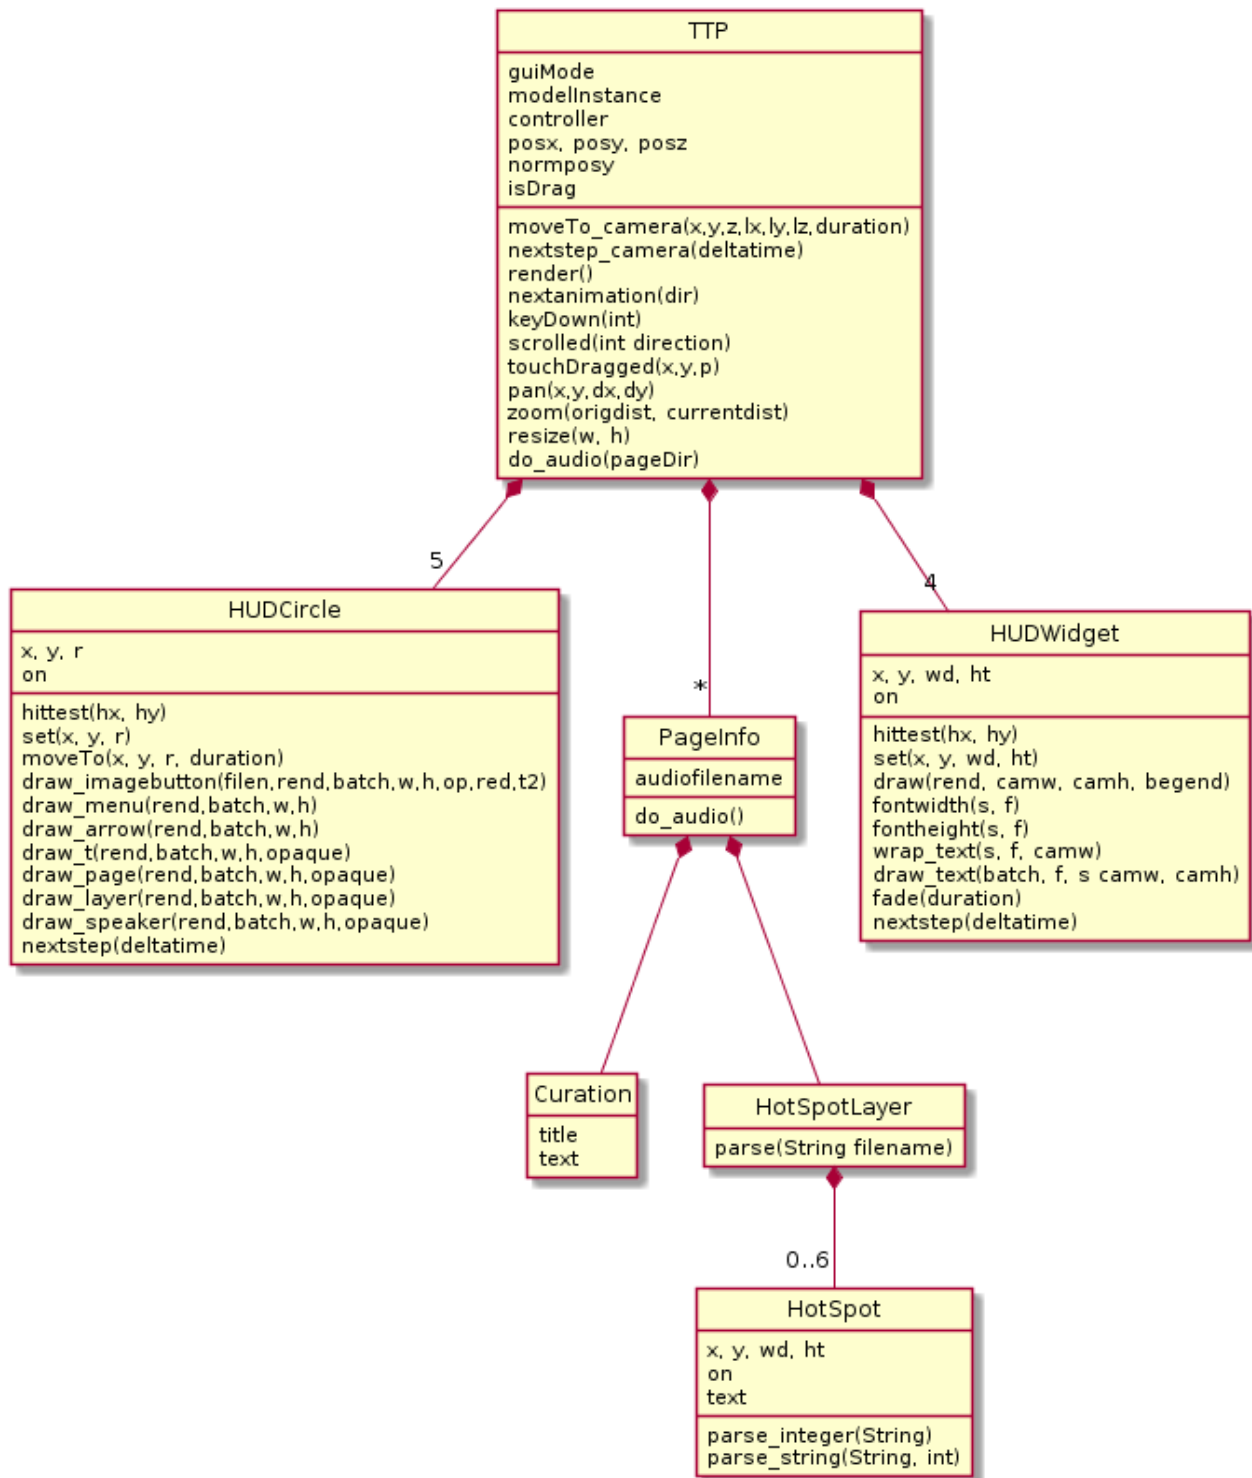 TTP
guiMode
modelInstance
controller
posx, posy, posz
normposy
isDrag
moveTo_camera(x,y,z,lx,ly,lz,duration)
nextstep_camera(deltatime)
render()
nextanimation(dir)
keyDown(int)
scrolled(int direction)
touchDragged(x,y,p)
pan(x,y,dx,dy)
zoom(origdist, currentdist)
resize(w, h)
do_audio(pageDir)
5
*
4
HUDCircle
x, y, r
on
hittest(hx, hy)
set(x, y, r)
moveTo(x, y, r, duration)
draw_imagebutton(filen,rend,batch,w,h,op,red,t2)
draw_menu(rend,batch,w,h)
draw_arrow(rend,batch,w,h)
draw_t(rend,batch,w,h,opaque)
draw_page(rend,batch,w,h,opaque)
draw_layer(rend,batch,w,h,opaque)
draw_speaker(rend,batch,w,h,opaque)
nextstep(deltatime)
PageInfo
audiofilename
do_audio()
HUDWidget
x, y, wd, ht
on
hittest(hx, hy)
set(x, y, wd, ht)
draw(rend, camw, camh, begend)
fontwidth(s, f)
fontheight(s, f)
wrap_text(s, f, camw)
draw_text(batch, f, s camw, camh)
fade(duration)
nextstep(deltatime)
Curation
title
text
HotSpotLayer
parse(String filename)
0..6
HotSpot
x, y, wd, ht
on
text
parse_integer(String)
parse_string(String, int)